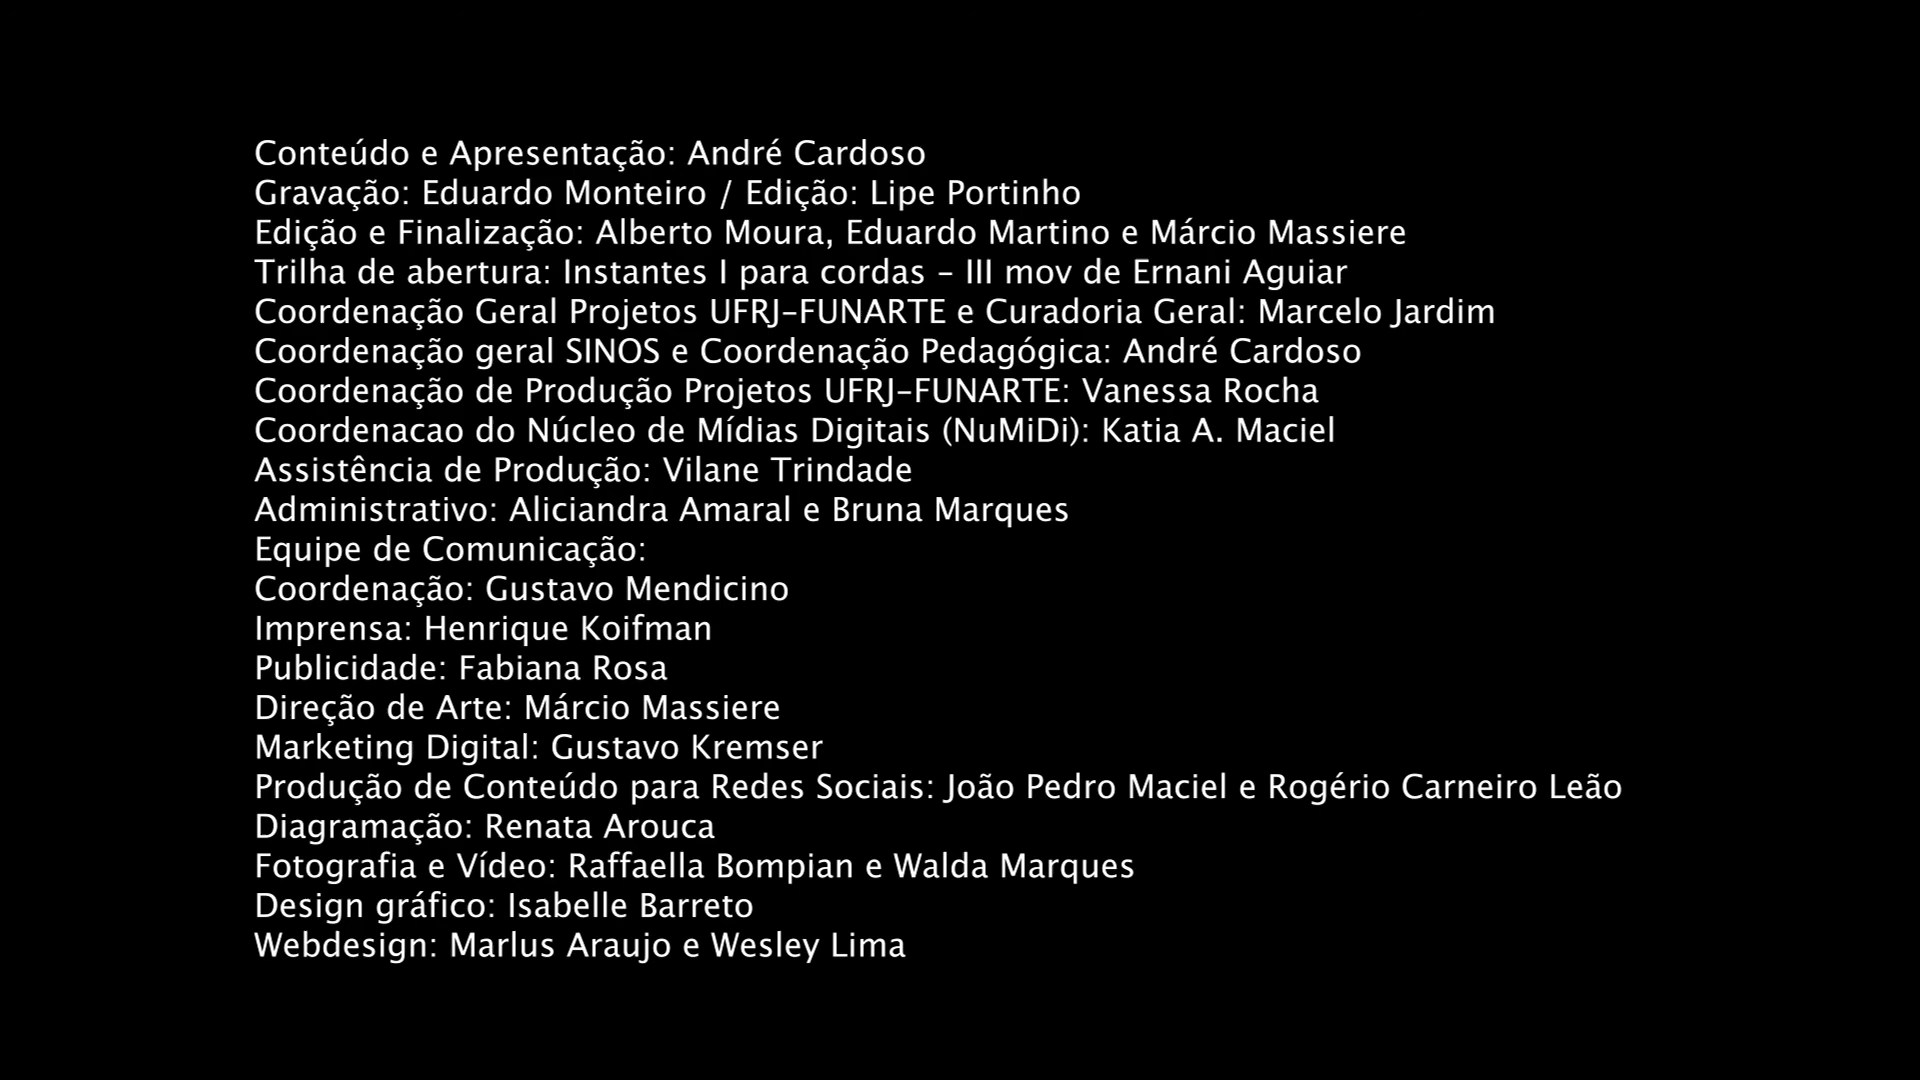 Conteúdo e Apresentação: André Cardoso
Gravação: Eduardo Monteiro / Edição: Lipe Portinho
Edição e Finalização: Alberto Moura, Eduardo Martino e Márcio Massiere
Trilha de abertura: Instantes I para cordas – III mov de Ernani Aguiar
Coordenação Geral Projetos UFRJ–FUNARTE e Curadoria Geral: Marcelo Jardim
Coordenação geral SINOS e Coordenação Pedagógica: André Cardoso
Coordenação de Produção Projetos UFRJ–FUNARTE: Vanessa Rocha
Coordenacao do Núcleo de Mídias Digitais (NuMiDi): Katia A. Maciel
Assistência de Produção: Vilane Trindade
Administrativo: Aliciandra Amaral e Bruna Marques
Equipe de Comunicação:
Coordenação: Gustavo Mendicino
Imprensa: Henrique Koifman
Publicidade: Fabiana Rosa
Direção de Arte: Márcio Massiere
Marketing Digital: Gustavo Kremser
Produção de Conteúdo para Redes Sociais: João Pedro Maciel e Rogério Carneiro Leão
Diagramação: Renata Arouca
Fotografia e Vídeo: Raffaella Bompian e Walda Marques
Design gráfico: Isabelle Barreto
Webdesign: Marlus Araujo e Wesley Lima